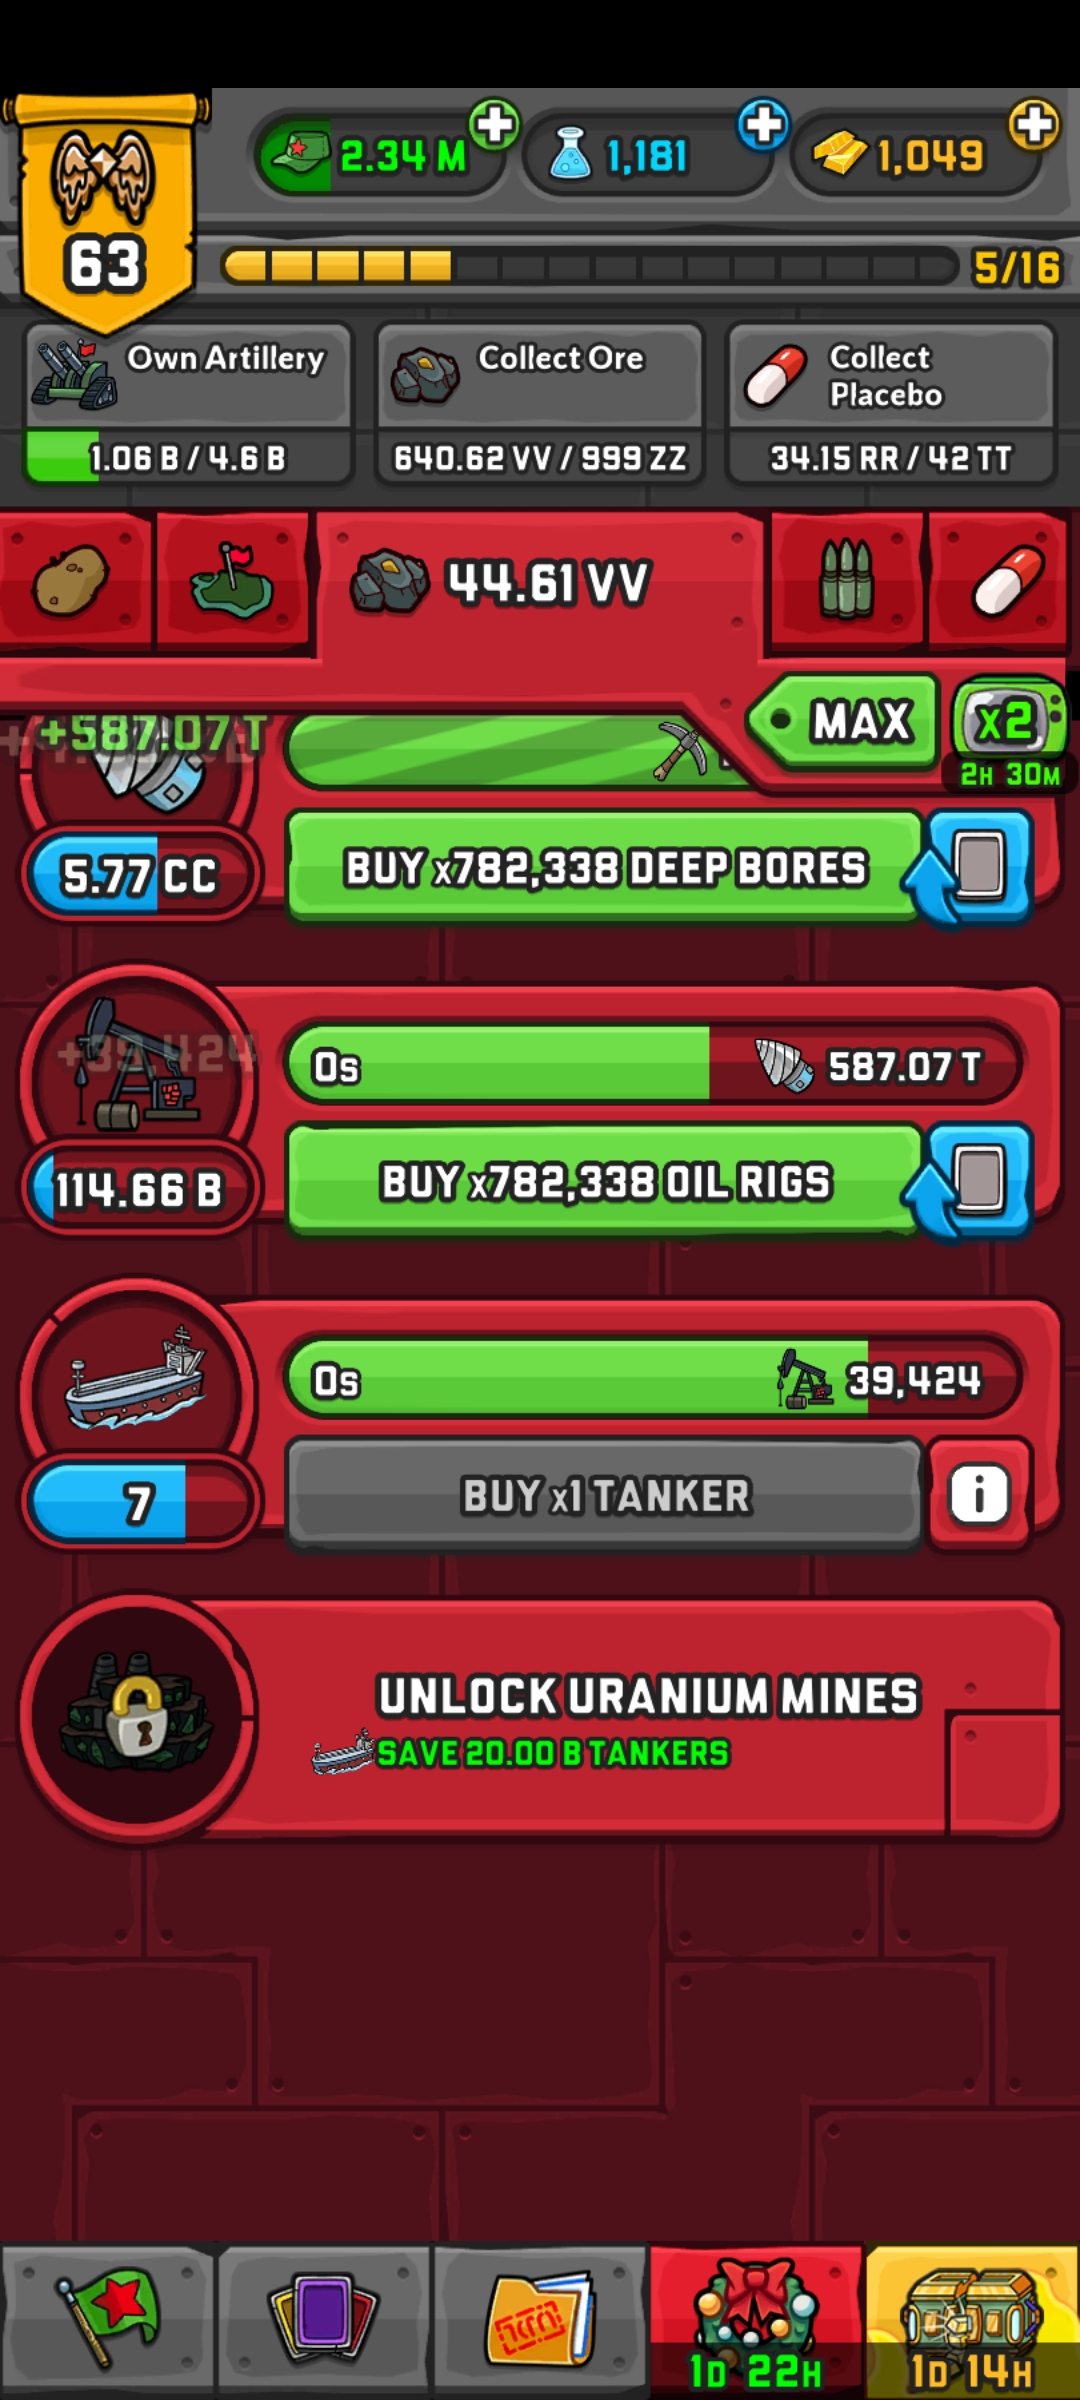 2.34 M
1,181
1,049
63
5/16
Own Artillery
1.06 B / 4.6 B
Collect Ore
640.62 VV / 999 ZZ
Collect
Placebo
34.15 RR / 42 TT
44.61 VV
MAX
x2
2H 30M
+587.07 T
5.77 CC
BUY x782,338 DEEP BORES
+39,424
0s
587.07 T
114.66 B
BUY x782,338 OIL RIGS
0s
39,424
7
BUY x1 TANKER
i
UNLOCK URANIUM MINES
SAVE 20.00 B TANKERS
1D 22H
1D 14H